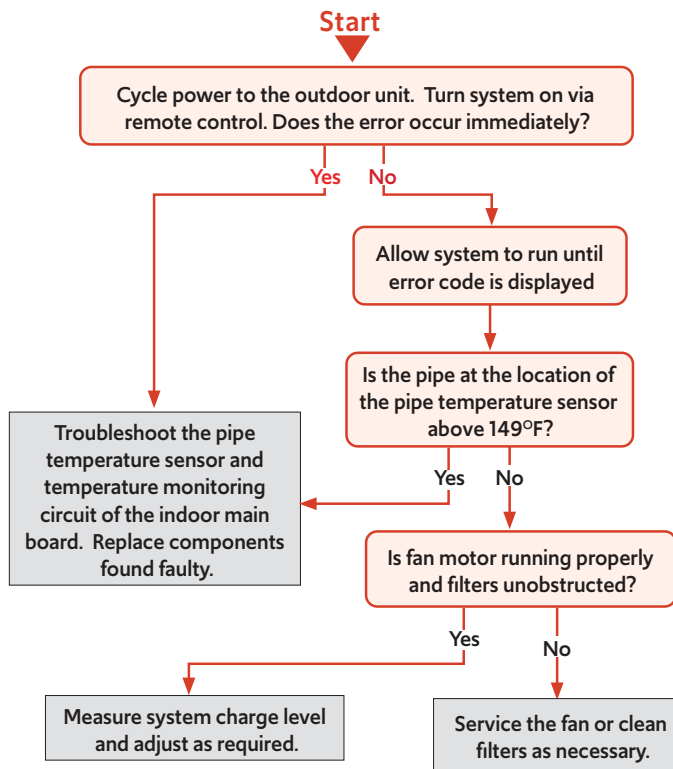 Start
Cycle power to the outdoor unit. Turn system on via
remote control. Does the error occur immediately?
Yes
No
Allow system to run until
error code is displayed
Is the pipe at the location of
the pipe temperature sensor
above 149°F?
Yes
No
Troubleshoot the pipe
temperature sensor and
temperature monitoring
circuit of the indoor main
board. Replace components
found faulty.
Is fan motor running properly
and filters unobstructed?
Yes
No
Measure system charge level
and adjust as required.
Service the fan or clean
filters as necessary.